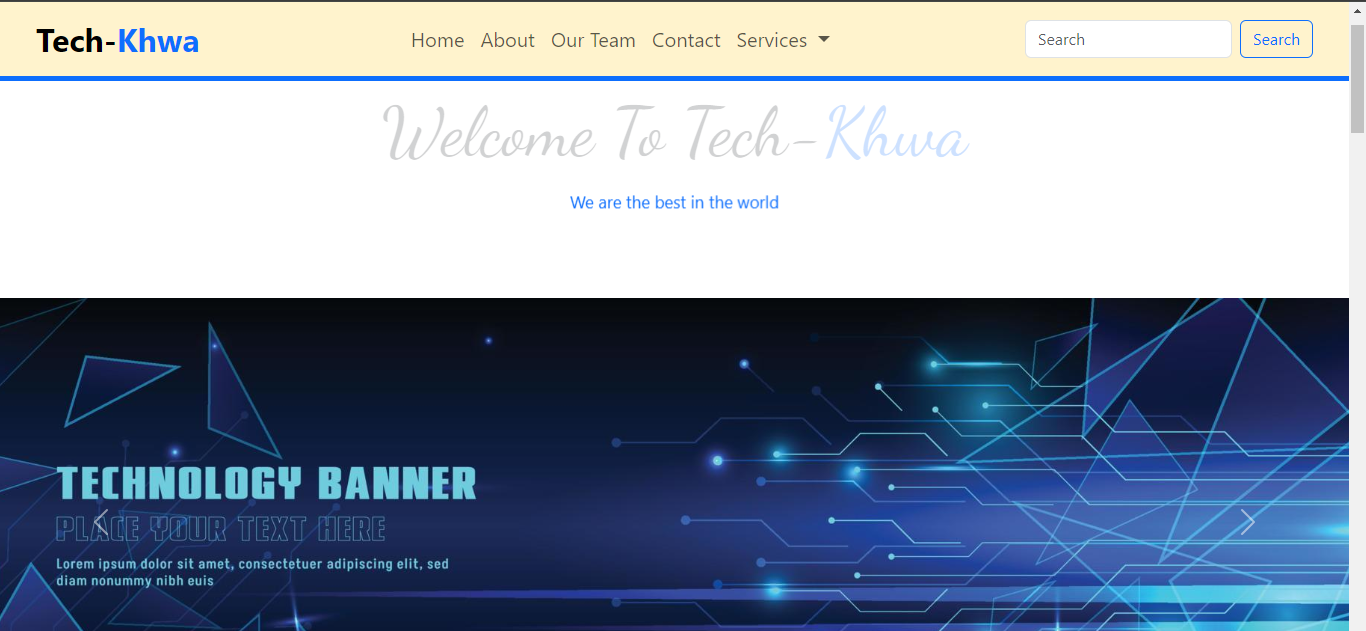 Tech-Khwa
Home About Our Team Contact Services Search Search
Welcome To Tech-Khwa
We are the best in the world
TECHNOLOGY BANNER
PLACE YOUR TEXT HERE
Lorem ipsum dolor sit amet, consectetuer adipiscing elit, sed
diam nonummy nibh euis